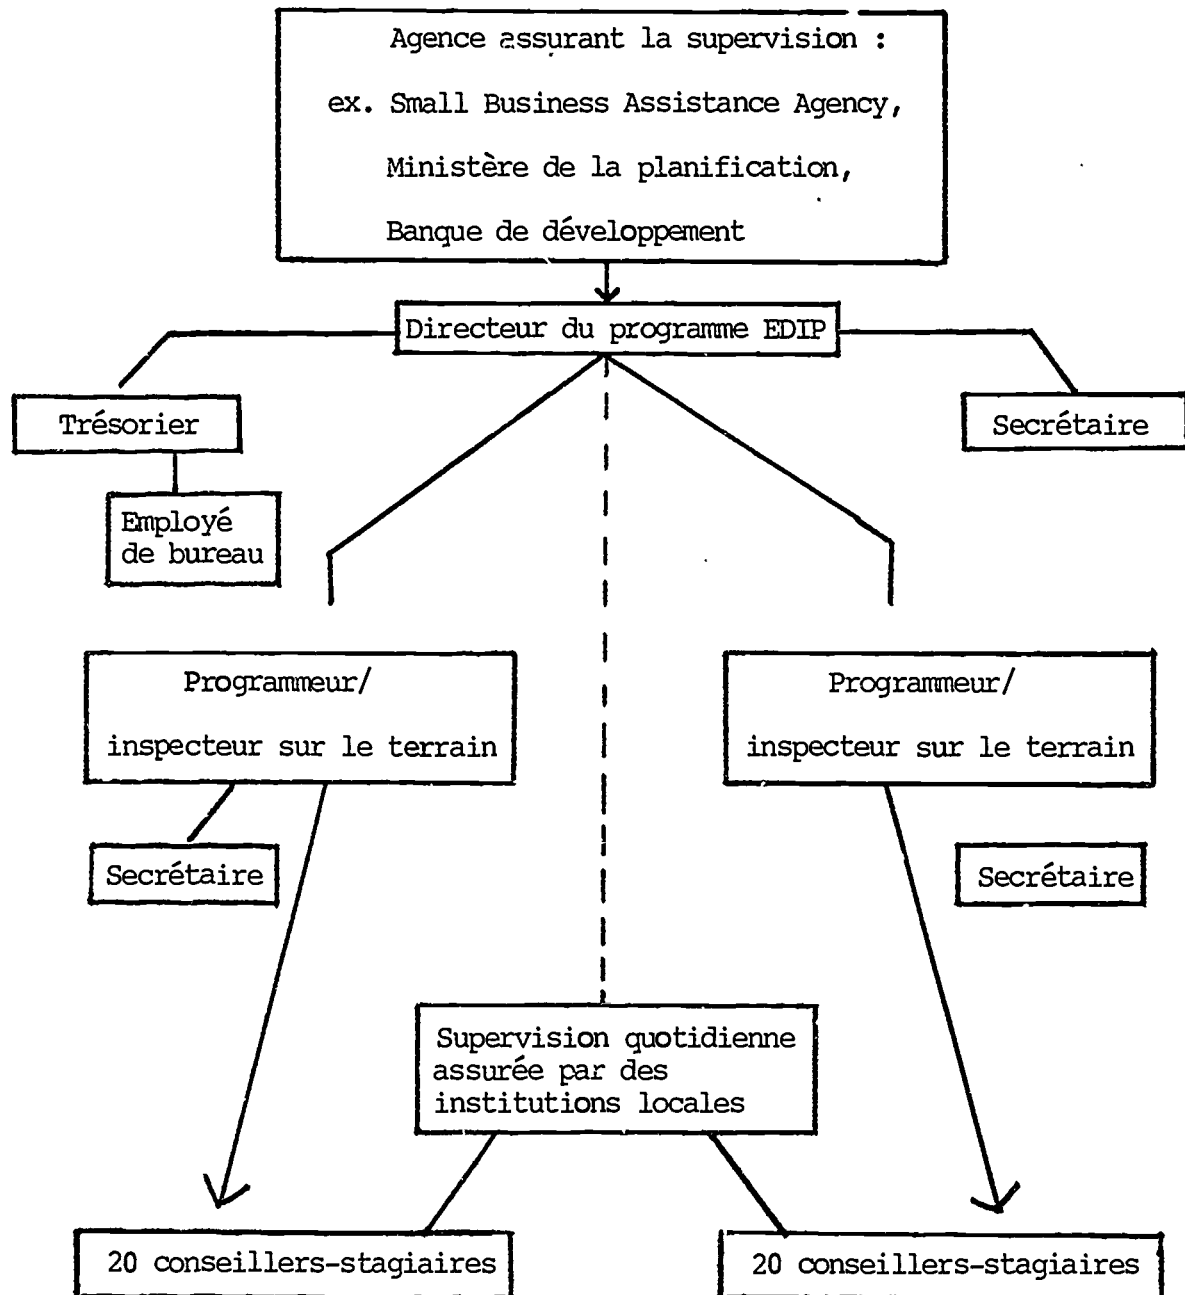 Agence assurant la supervision :
ex. Small Business Assistance Agency,
Ministère de la planification,
Banque de développement
Directeur du programme EDIP
Trésorier
Secrétaire
Employé
de bureau
Programmeur/
inspecteur sur le terrain
Programmeur/
inspecteur sur le terrain
Secrétaire
Secrétaire
Supervision quotidienne
assurée par des
institutions locales
20 conseillers-stagiaires
20 conseillers-stagiaires